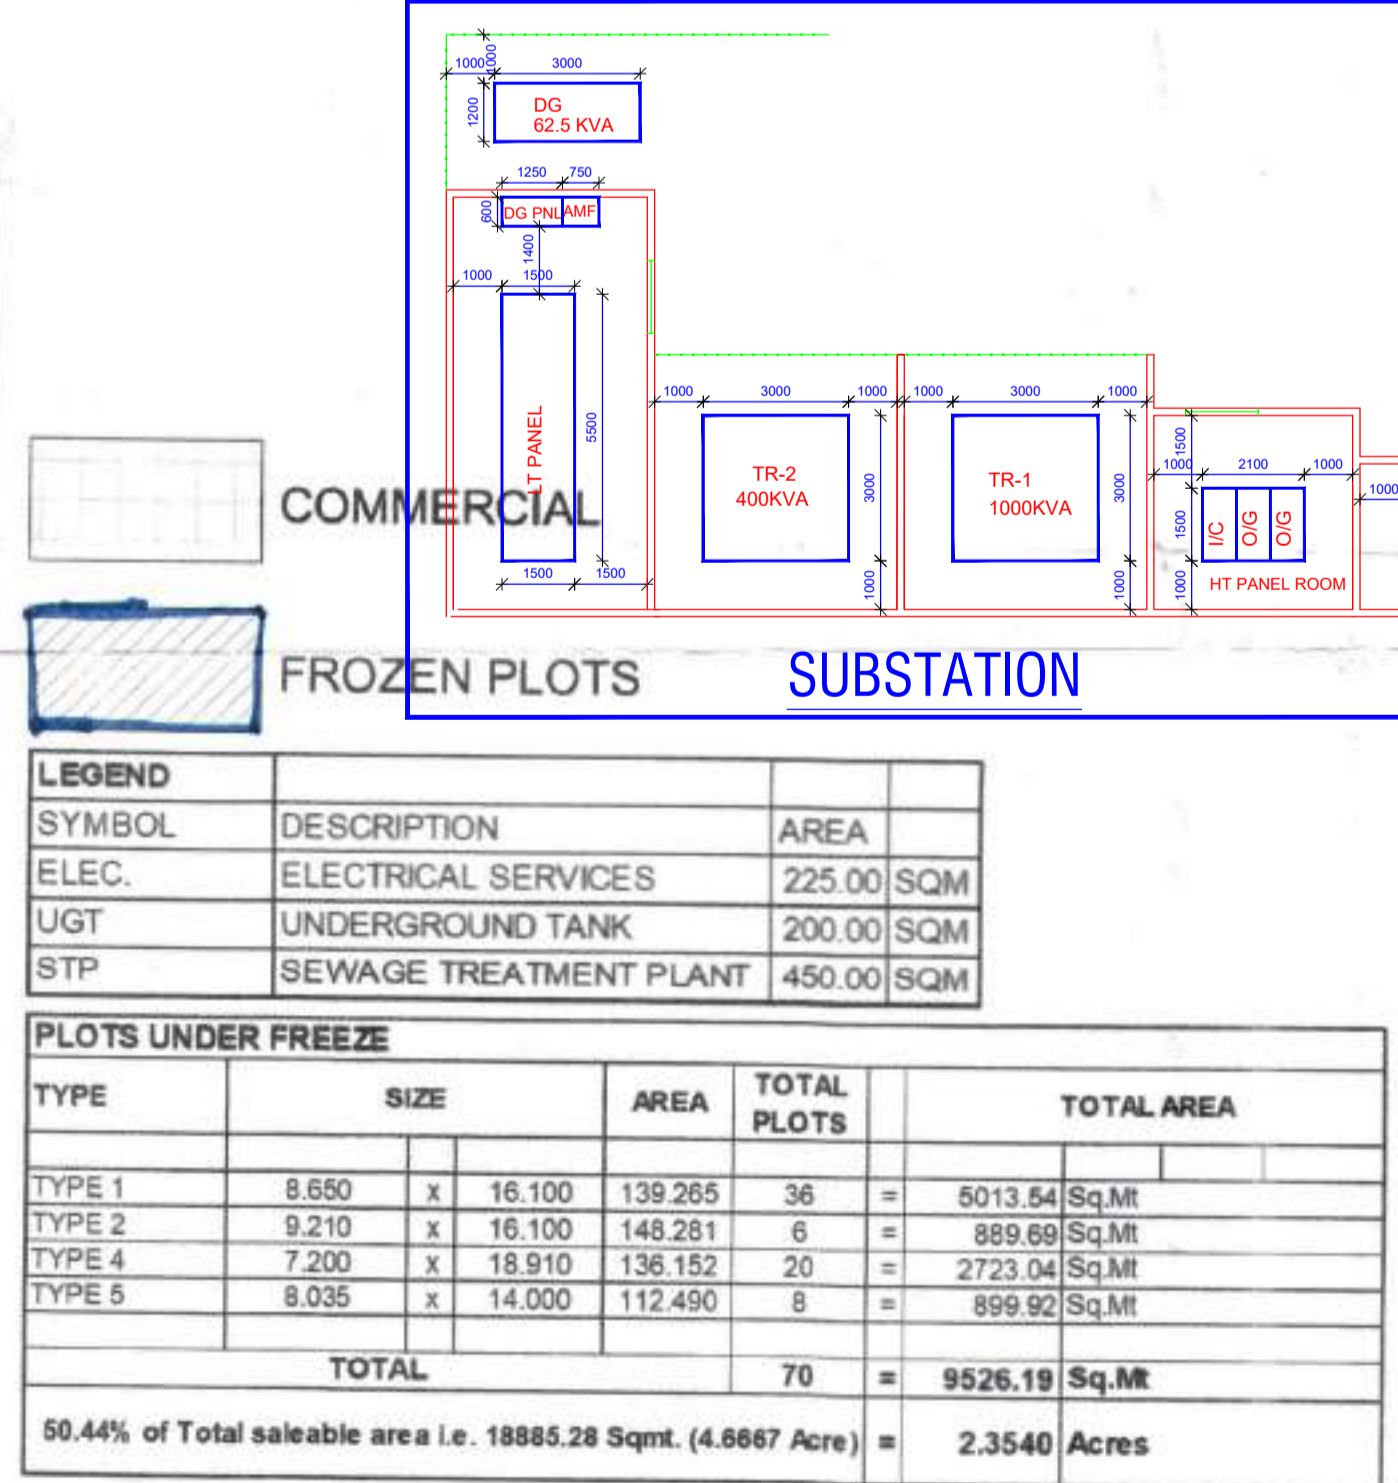 1000 1000 3000
1200
DG
62.5 KVA
1250 750
600 DG PNL AMF
1400
1000 1500
LT PANEL
5500
1500 1500
1000 3000 1000 1000 3000 1000
TR-2
400KVA
3000
1000
TR-1
1000KVA
3000
1000
1500
1000 2100 1000
1500 I/C O/G O/G
1000
HT PANEL ROOM
1000
SUBSTATION
COMMERCIAL
FROZEN PLOTS
LEGEND
SYMBOL DESCRIPTION AREA
ELEC. ELECTRICAL SERVICES 225.00 SQM
UGT UNDERGROUND TANK 200.00 SQM
STP SEWAGE TREATMENT PLANT 450.00 SQM
PLOTS UNDER FREEZE
TYPE SIZE AREA TOTAL PLOTS TOTAL AREA
TYPE 1 8.650 x 16.100 139.265 36 = 5013.54 Sq.Mt
TYPE 2 9.210 x 16.100 148.281 6 = 889.69 Sq.Mt
TYPE 4 7.200 x 18.910 136.152 20 = 2723.04 Sq.Mt
TYPE 5 8.035 x 14.000 112.490 8 = 899.92 Sq.Mt
TOTAL 70 = 9526.19 Sq.Mt
50.44% of Total saleable area i.e. 18885.28 Sqmt. (4.6667 Acre) = 2.3540 Acres